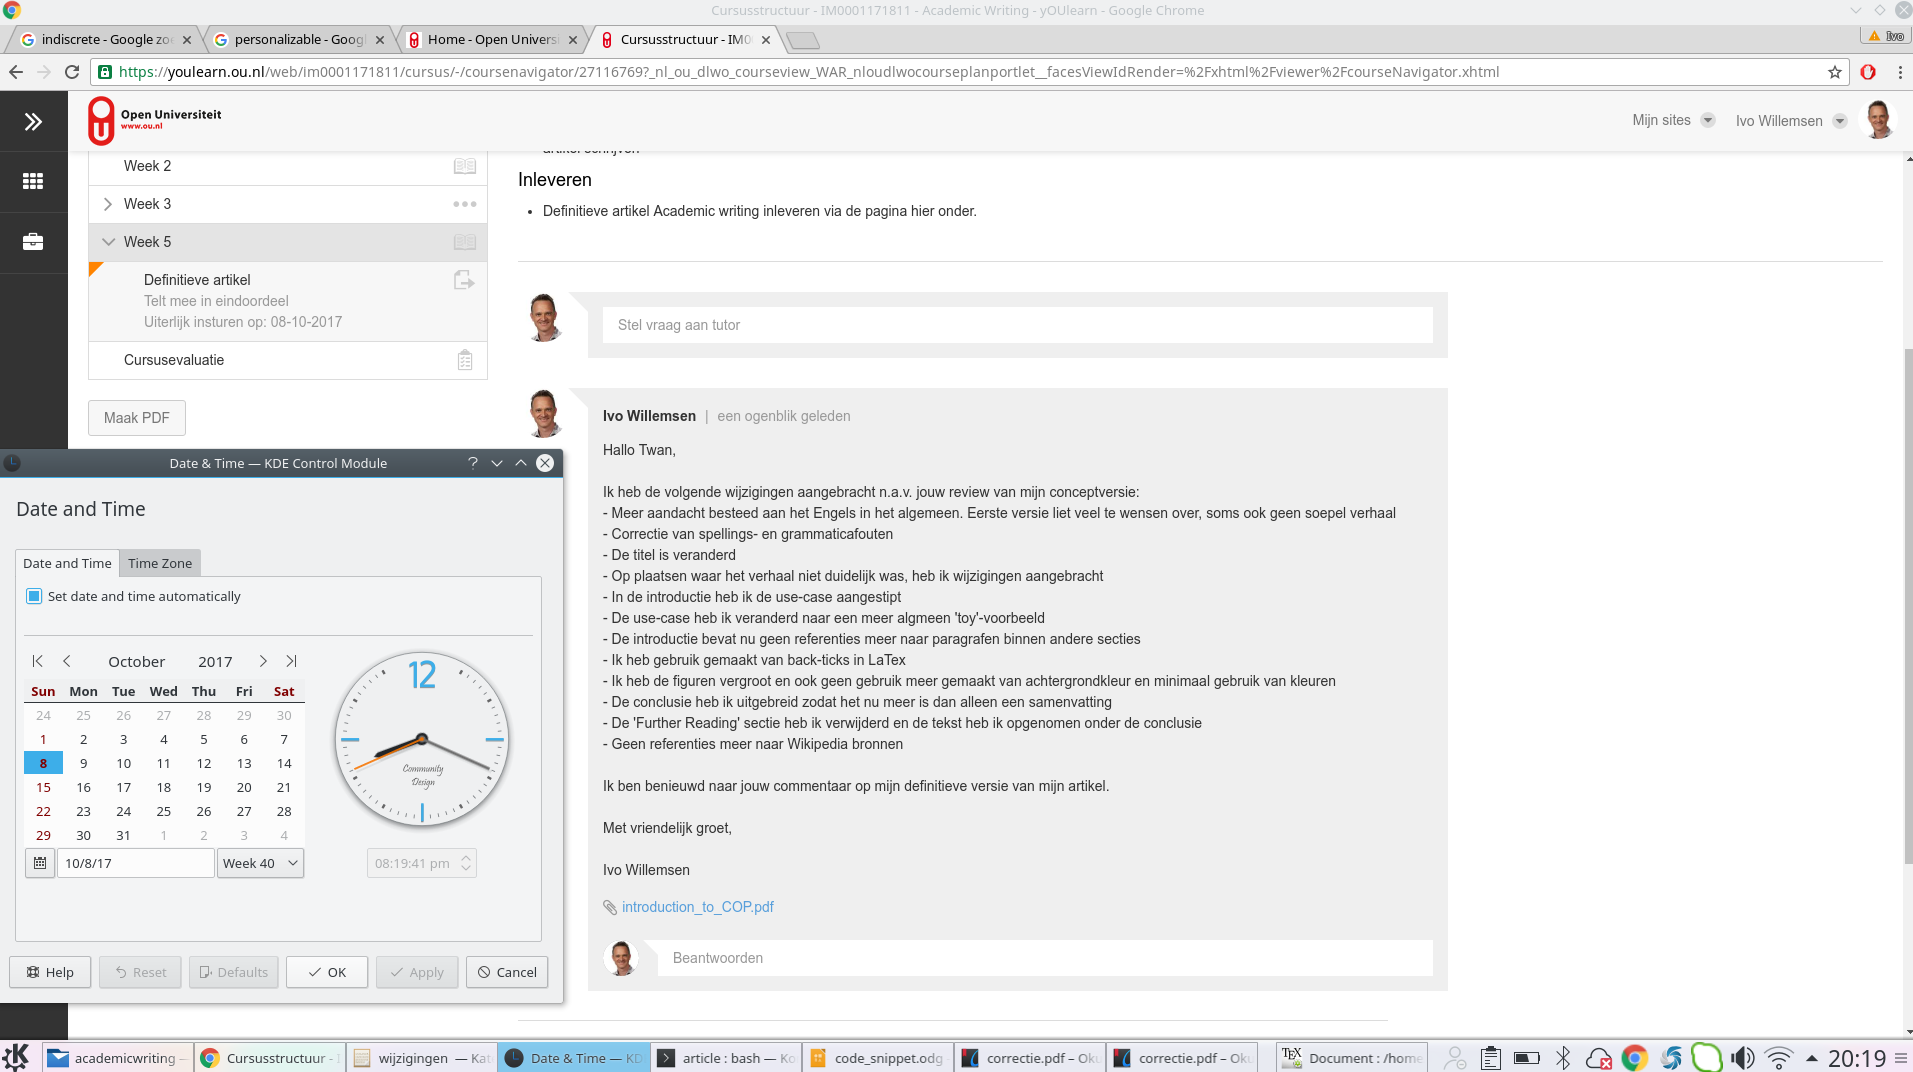 Cursusstructuur - IM0001171811 - Academic Writing - yOUlearn - Google Chrome
indiscrete - Google zo
personalizable - Goog
Home - Open Univers
Cursusstructuur - IM0
Ivo
https://youlearn.ou.nl/web/im0001171811/cursus/-/coursenavigator/27116769?_nl_ou_dlwo_courseview_WAR_nloudlwocourseplanportlet__facesViewIdRender=%2Fxhtml%2Fviewer%2FcourseNavigator.xhtml
Open Universiteit
www.ou.nl
Mijn sites
Ivo Willemsen
Week 2
Week 3
Week 5
Definitieve artikel
Telt mee in eindoordeel
Uiterlijk insturen op: 08-10-2017
Cursusevaluatie
Maak PDF
artikel schrijven
Inleveren
• Definitieve artikel Academic writing inleveren via de pagina hier onder.
Stel vraag aan tutor
Ivo Willemsen | een ogenblik geleden
Hallo Twan,
Ik heb de volgende wijzigingen aangebracht n.a.v. jouw review van mijn conceptversie:
- Meer aandacht besteed aan het Engels in het algemeen. Eerste versie liet veel te wensen over, soms ook geen soepel verhaal
- Correctie van spellings- en grammaticafouten
- De titel is veranderd
- Op plaatsen waar het verhaal niet duidelijk was, heb ik wijzigingen aangebracht
- In de introductie heb ik de use-case aangestipt
- De use-case heb ik veranderd naar een meer algmeen 'toy'-voorbeeld
- De introductie bevat nu geen referenties meer naar paragrafen binnen andere secties
- Ik heb gebruik gemaakt van back-ticks in LaTex
- Ik heb de figuren vergroot en ook geen gebruik meer gemaakt van achtergrondkleur en minimaal gebruik van kleuren
- De conclusie heb ik uitgebreid zodat het nu meer is dan alleen een samenvatting
- De 'Further Reading' sectie heb ik verwijderd en de tekst heb ik opgenomen onder de conclusie
- Geen referenties meer naar Wikipedia bronnen
Ik ben benieuwd naar jouw commentaar op mijn definitieve versie van mijn artikel.
Met vriendelijk groet,
Ivo Willemsen
introduction_to_COP.pdf
Beantwoorden
Date & Time — KDE Control Module
Date and Time
Date and Time
Time Zone
Set date and time automatically
October 2017
Sun Mon Tue Wed Thu Fri Sat
24 25 26 27 28 29 30
1 2 3 4 5 6 7
8 9 10 11 12 13 14
15 16 17 18 19 20 21
22 23 24 25 26 27 28
29 30 31 1 2 3 4
10/8/17
Week 40
12
Community
Design
08:19:41 pm
Help
Reset
Defaults
OK
Apply
Cancel
academicwriting
Cursusstructuur -
wijzigingen — Kat
Date & Time — KD
article : bash — Ko
code_snippet.odg
correctie.pdf – Oku
correctie.pdf – Oku
TEX
Document : /home
20:19